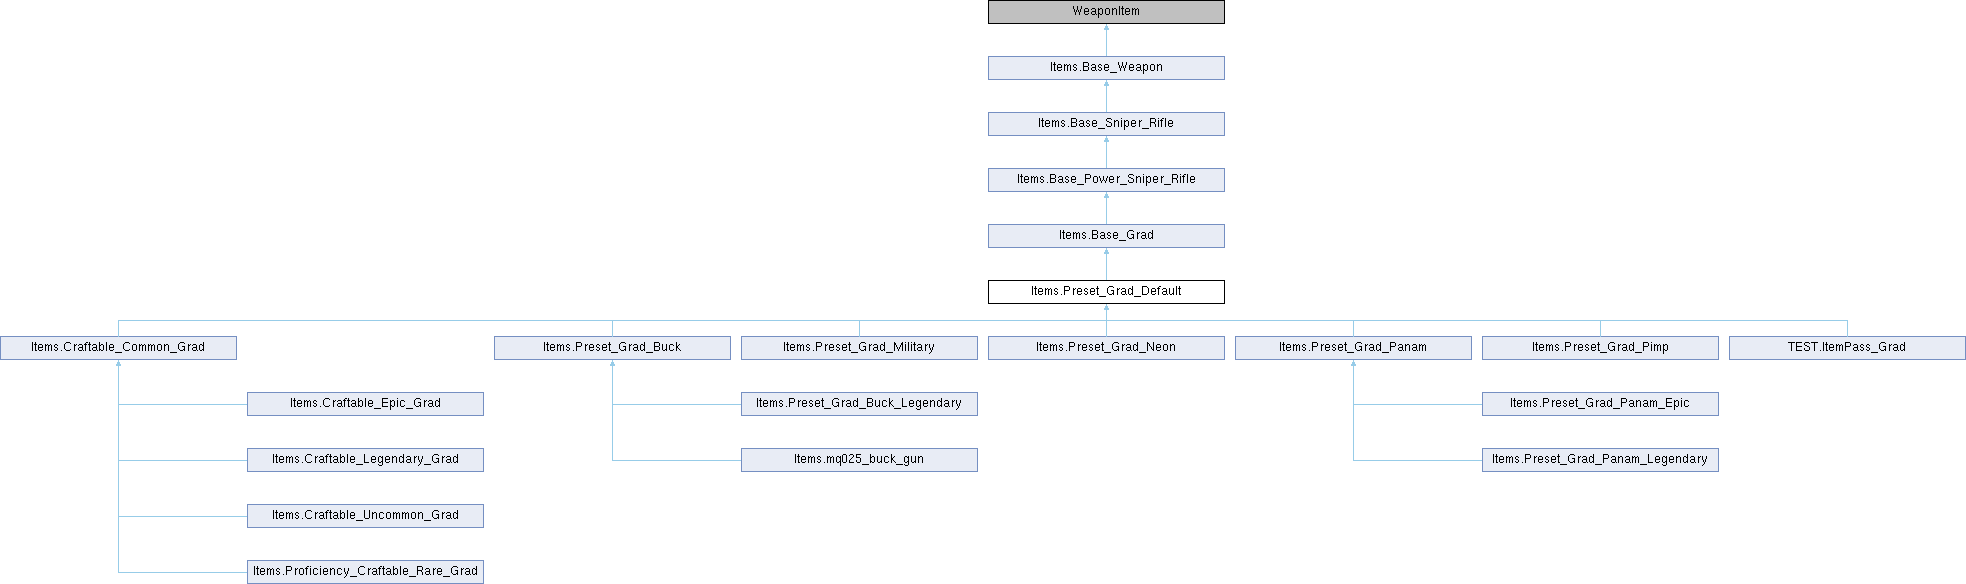 WeaponItem
Items.Base_Weapon
Items.Base_Sniper_Rifle
Items.Base_Power_Sniper_Rifle
Items.Base_Grad
Items.Preset_Grad_Default
Items.Craftable_Common_Grad
Items.Preset_Grad_Buck
Items.Preset_Grad_Military
Items.Preset_Grad_Neon
Items.Preset_Grad_Panam
Items.Preset_Grad_Pimp
TEST.ItemPass_Grad
Items.Craftable_Epic_Grad
Items.Preset_Grad_Buck_Legendary
Items.Preset_Grad_Panam_Epic
Items.Craftable_Legendary_Grad
Items.mq025_buck_gun
Items.Preset_Grad_Panam_Legendary
Items.Craftable_Uncommon_Grad
Items.Proficiency_Craftable_Rare_Grad